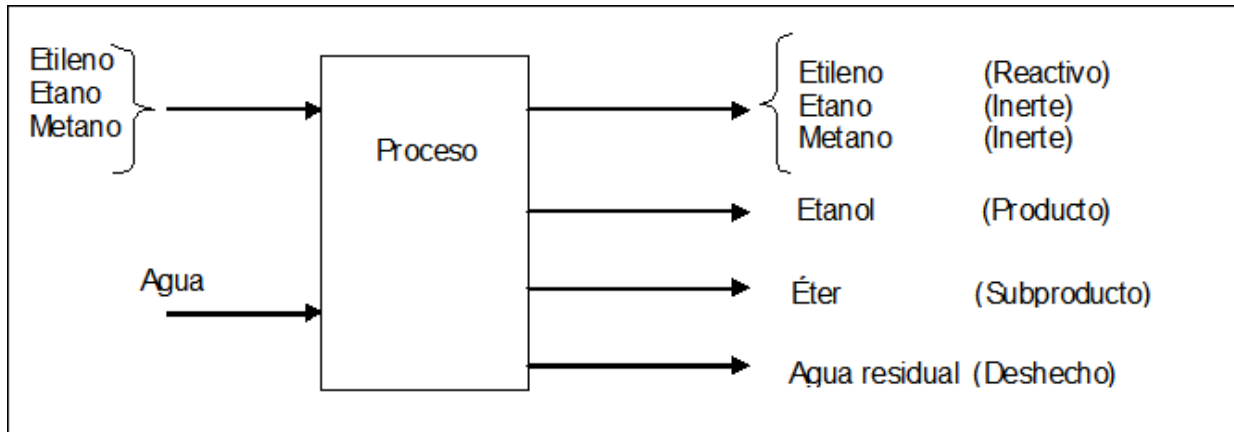 Etileno
Etano
Metano
Agua
Proceso
Etileno (Reactivo)
Etano (Inerte)
Metano (Inerte)
Etanol (Producto)
Éter (Subproducto)
Agua residual (Deshecho)